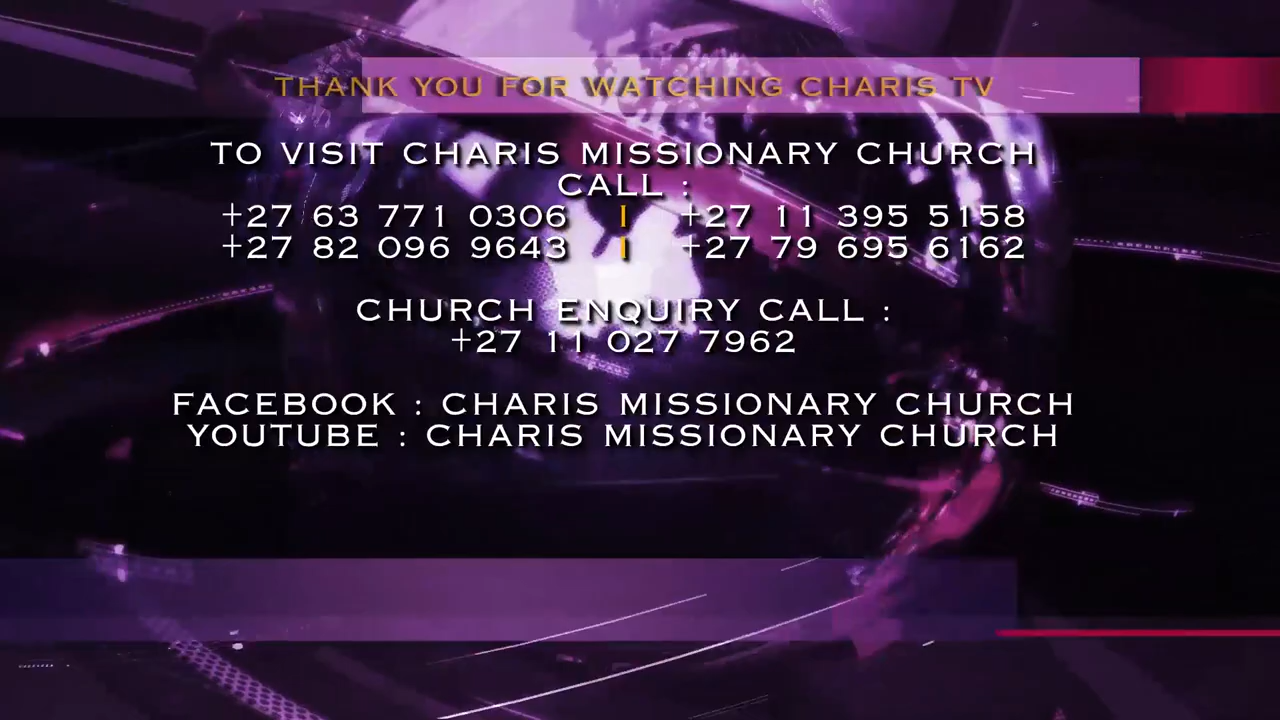 THANK YOU FOR WATCHING CHARIS TV
TO VISIT CHARIS MISSIONARY CHURCH
CALL :
+27 63 771 0306 I +27 11 395 5158
+27 82 096 9643 I +27 79 695 6162
CHURCH ENQUIRY CALL :
+27 11 027 7962
FACEBOOK : CHARIS MISSIONARY CHURCH
YOUTUBE : CHARIS MISSIONARY CHURCH